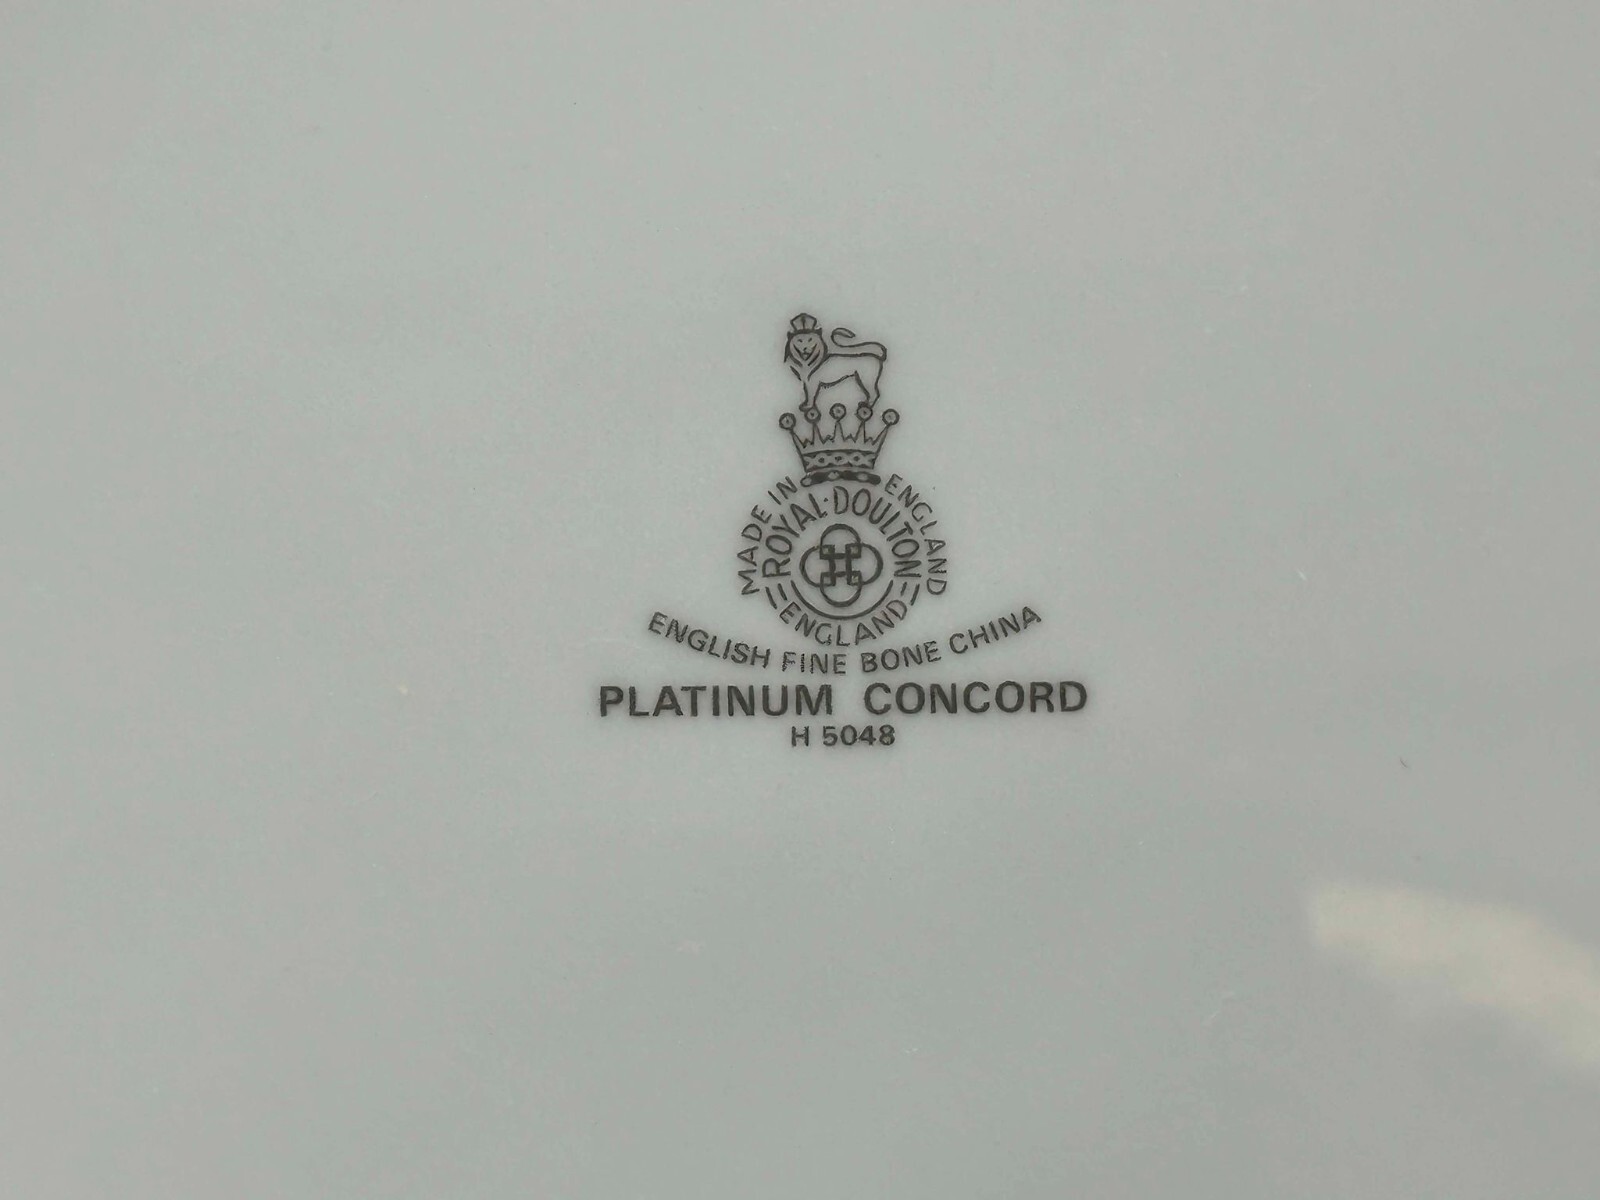 MADE IN ENGLAND
ROYAL·DOULTON
ENGLAND
ENGLISH FINE BONE CHINA
PLATINUM CONCORD
H 5048